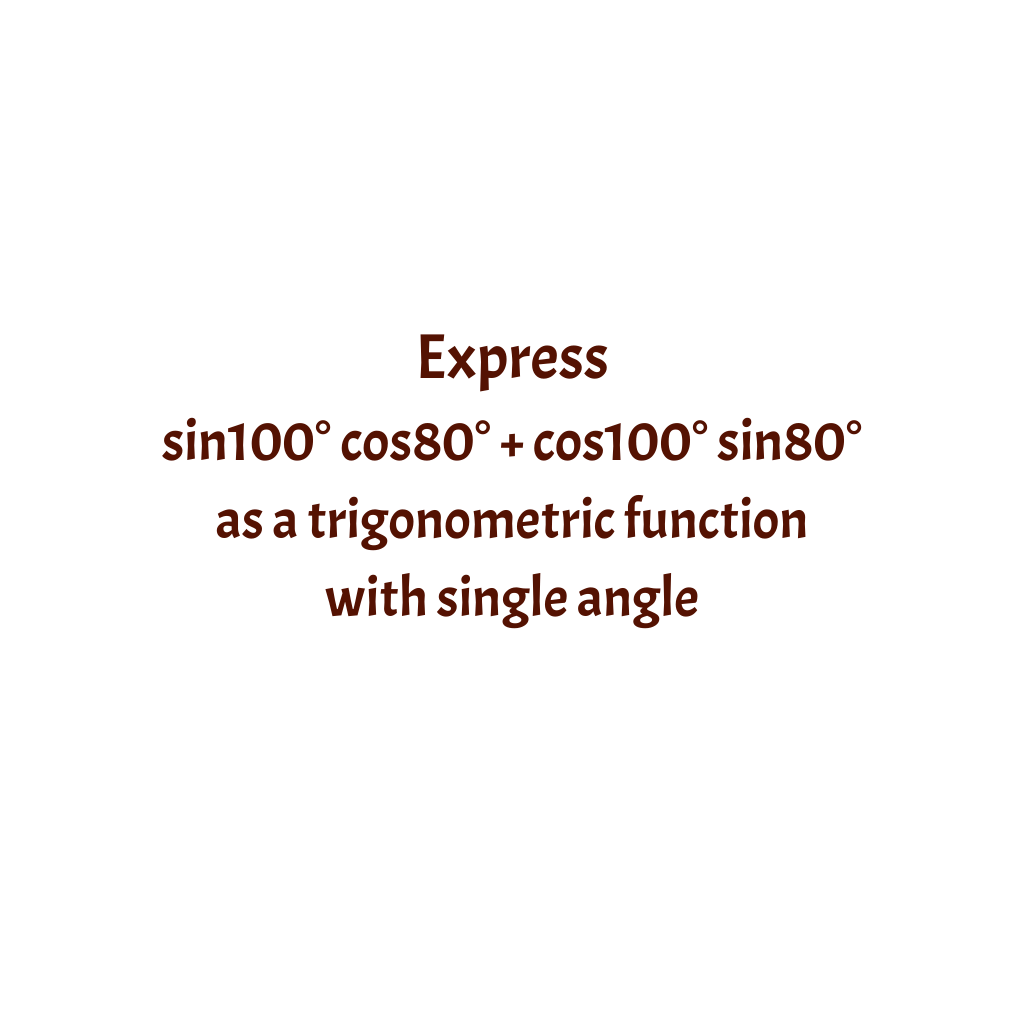 Express
sin100° cos80° + cos100° sin80°
as a trigonometric function
with single angle